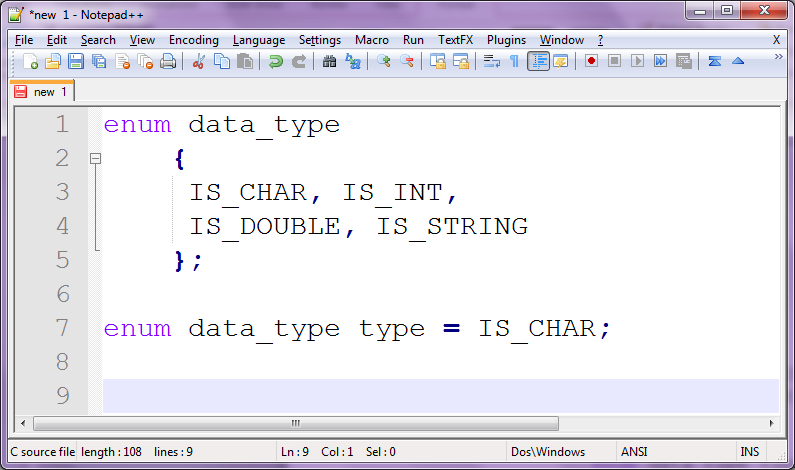 *new  1 - Notepad++
File Edit Search View Encoding Language Settings Macro Run TextFX Plugins Window ? X
new  1
1 enum data_type
2     {
3      IS_CHAR, IS_INT,
4      IS_DOUBLE, IS_STRING
5     };
6
7 enum data_type type = IS_CHAR;
8
9
C source file length : 108 lines : 9 Ln : 9 Col : 1 Sel : 0 Dos\Windows ANSI INS